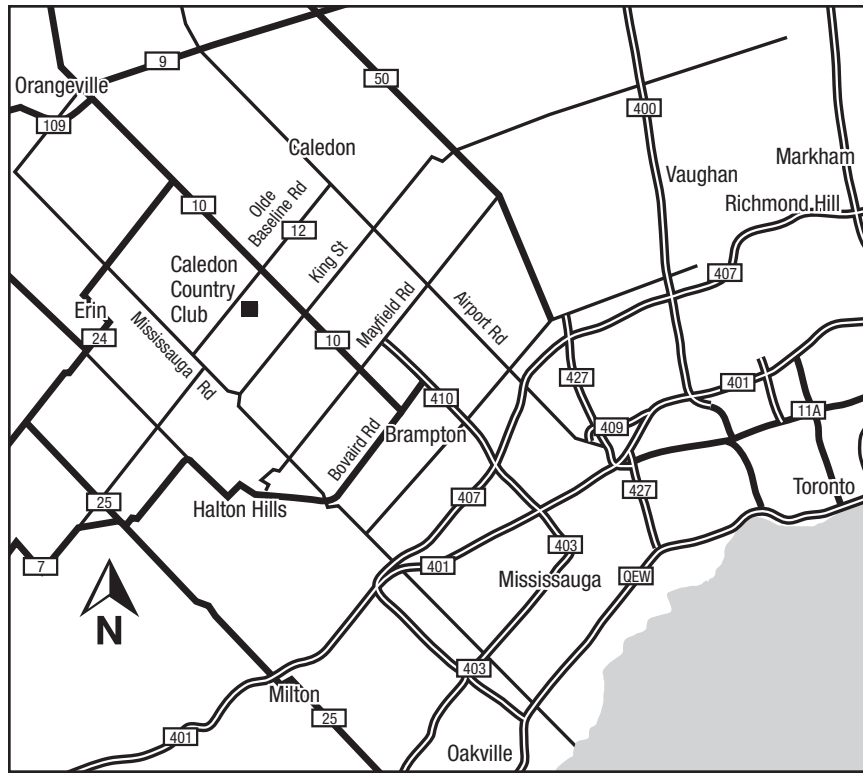 9
50
Orangeville
400
109
Caledon
Markham
Vaughan
10
Olde
Baseline Rd
Richmond Hill
12
Caledon
Country
Club
King St
407
Erin
Mayfield Rd
Airport Rd
24
Mississauga Rd
10
427
401
410
11A
Bovaird Rd
Brampton
409
25
Halton Hills
407
427
Toronto
403
7
401
Mississauga
QEW
N
403
Milton
25
401
Oakville